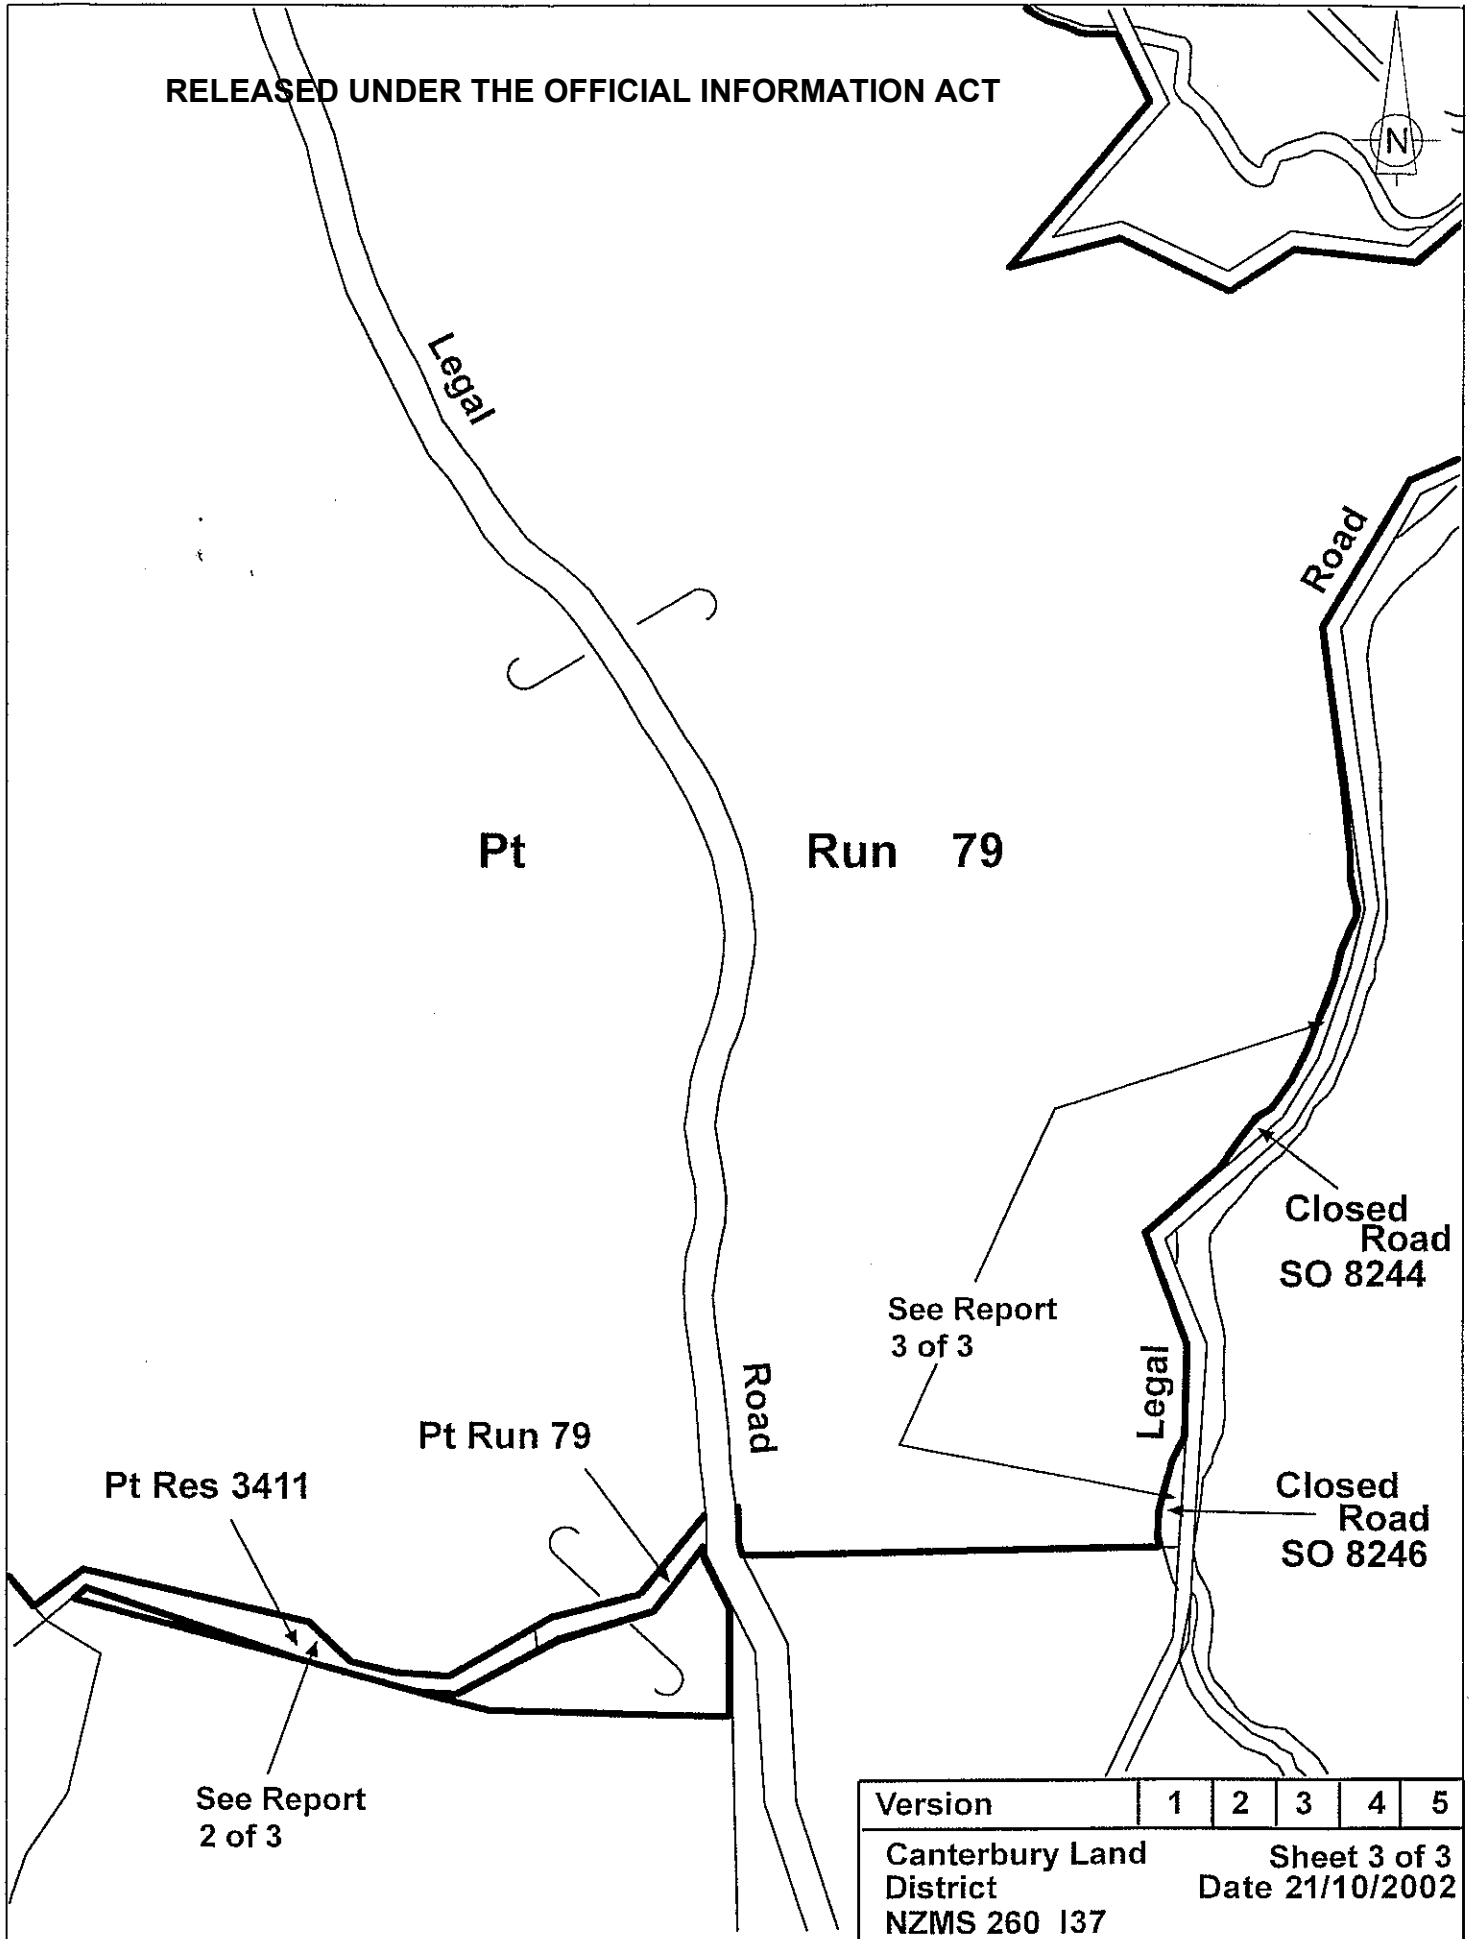 RELEASED UNDER THE OFFICIAL INFORMATION ACT
N
Legal
Road
Pt Run 79
Closed
Road
SO 8244
See Report
3 of 3
Road
Legal
Pt Run 79
Pt Res 3411
Closed
Road
SO 8246
See Report
2 of 3
Version 1 2 3 4 5
Canterbury Land Sheet 3 of 3
District Date 21/10/2002
NZMS 260 I37